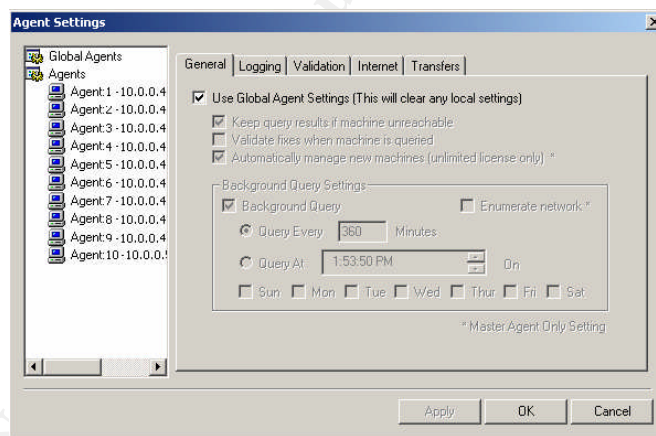 Agent Settings
Global Agents
Agents
Agent:1 -10.0.0.4
Agent:2 -10.0.0.4
Agent:3 -10.0.0.4
Agent:4 -10.0.0.4
Agent:5 -10.0.0.4
Agent:6 -10.0.0.4
Agent:7 -10.0.0.4
Agent:8 -10.0.0.4
Agent:9 -10.0.0.4
Agent:10 -10.0.0.
General Logging Validation Internet Transfers
Use Global Agent Settings (This will clear any local settings)
Keep query results if machine unreachable
Validate fixes when machine is queried
Automatically manage new machines (unlimited license only) *
Background Query Settings
Background Query Enumerate network *
Query Every 360 Minutes
Query At 1:53:50 PM On
Sun Mon Tue Wed Thur Fri Sat
* Master Agent Only Setting
Apply OK Cancel